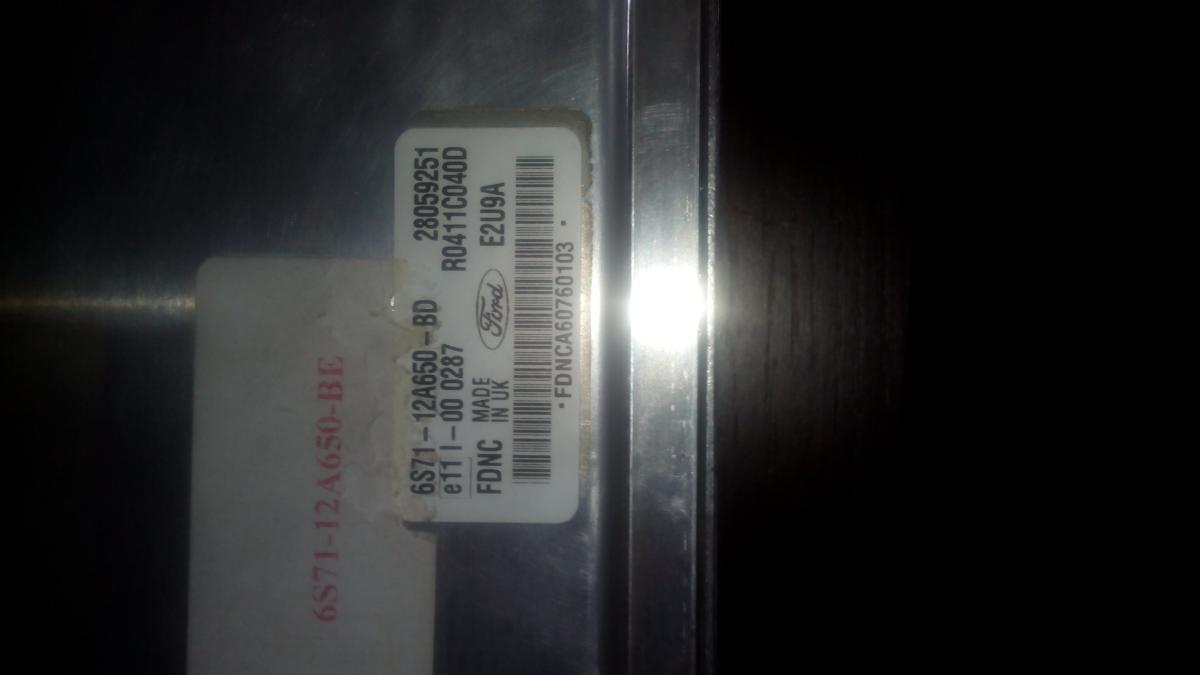 6S71-12A650-BE
6S71-12A650-BD 28059251
e11 I-00 0287 R0411C040D
FDNC MADE IN UK Ford E2U9A
*FDNCA60760103*